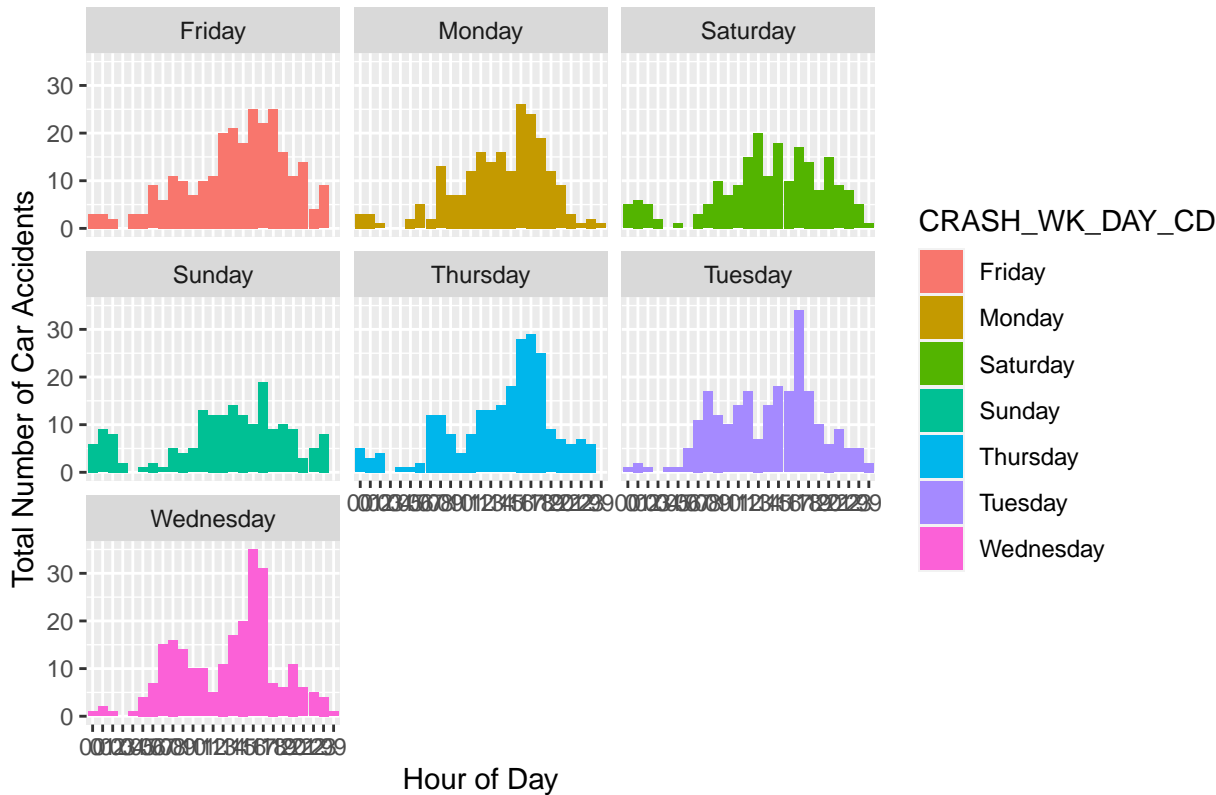 Friday
Monday
Saturday
30
20
10
0
Sunday
Thursday
Tuesday
30
20
10
0
Wednesday
30
20
10
0
Hour of Day
Total Number of Car Accidents
CRASH_WK_DAY_CD
Friday
Monday
Saturday
Sunday
Thursday
Tuesday
Wednesday